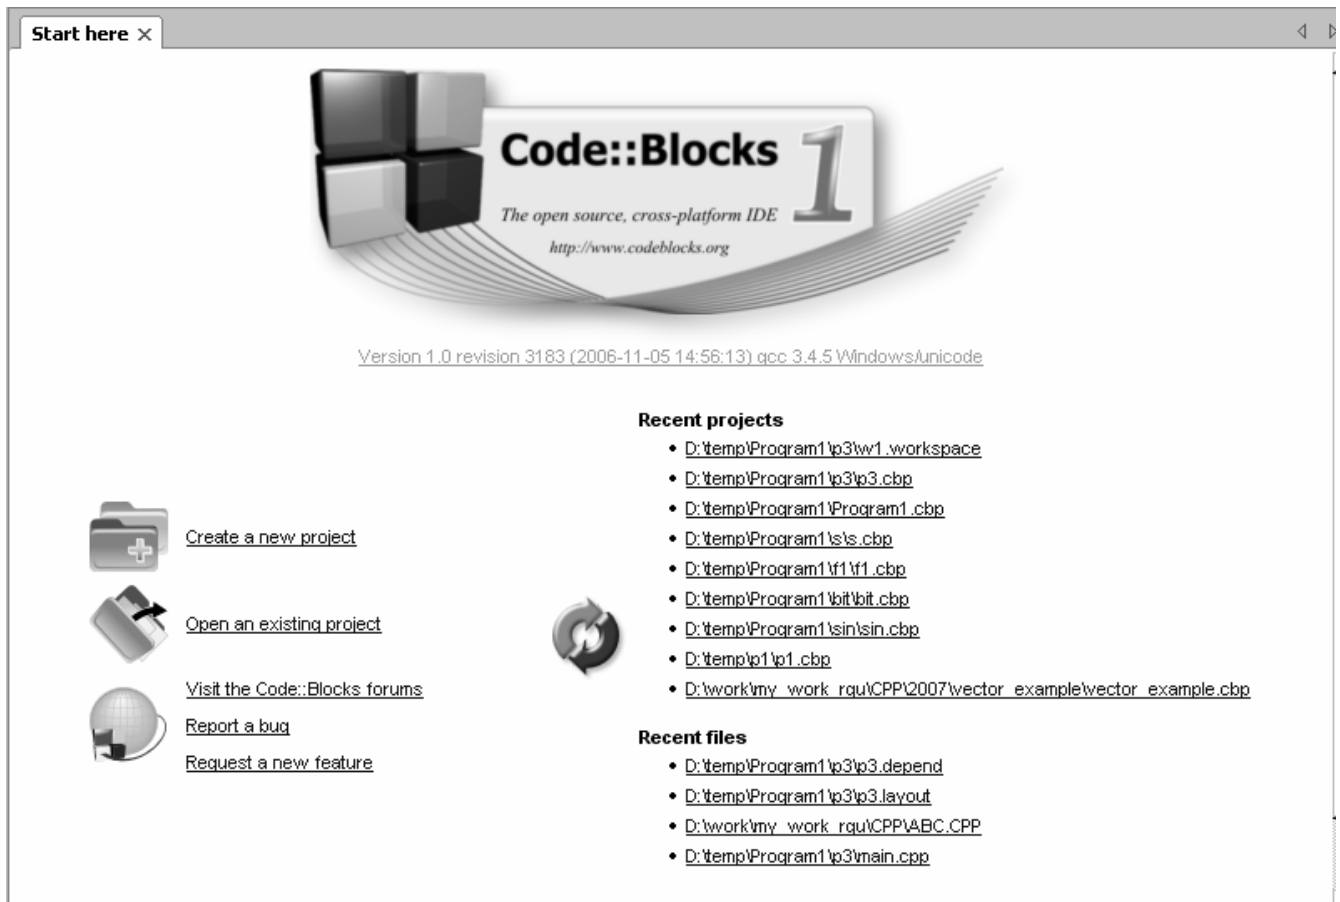 Start here
Code::Blocks 1
The open source, cross-platform IDE
http://www.codeblocks.org
Version 1.0 revision 3183 (2006-11-05 14:56:13) gcc 3.4.5 Windows/unicode
Create a new project
Open an existing project
Visit the Code::Blocks forums
Report a bug
Request a new feature
Recent projects
• D:\temp\Program1\p3\w1.workspace
• D:\temp\Program1\p3\p3.cbp
• D:\temp\Program1\Program1.cbp
• D:\temp\Program1\s\s.cbp
• D:\temp\Program1\f1\f1.cbp
• D:\temp\Program1\bit\bit.cbp
• D:\temp\Program1\sin\sin.cbp
• D:\temp\p1\p1.cbp
• D:\work\my_work_rgu\CPP\2007\vector_example\vector_example.cbp
Recent files
• D:\temp\Program1\p3\p3.depend
• D:\temp\Program1\p3\p3.layout
• D:\work\my_work_rgu\CPP\ABC.CPP
• D:\temp\Program1\p3\main.cpp